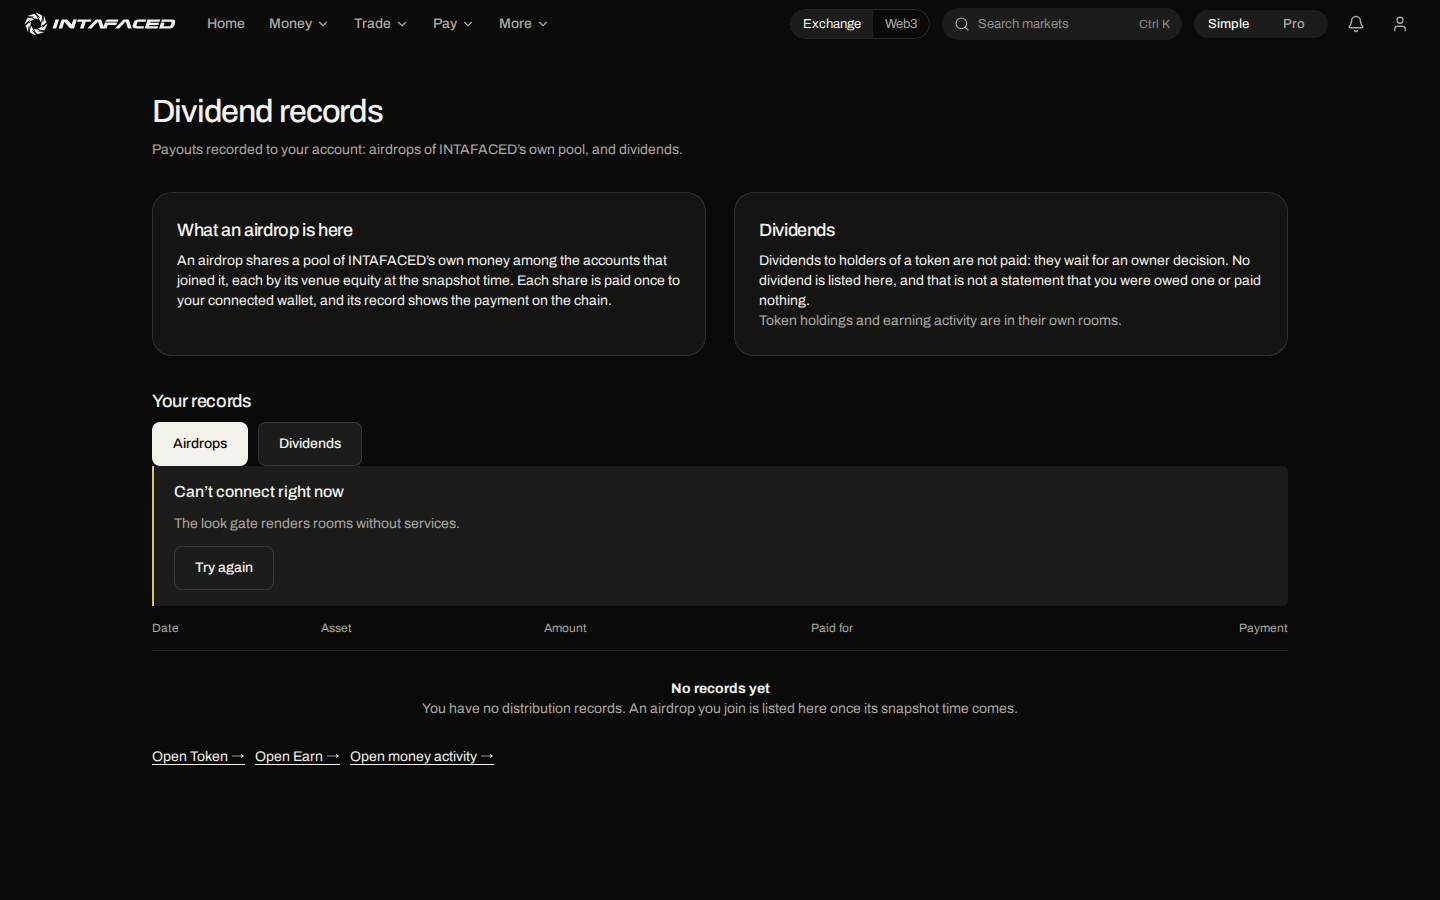 INTAFACED
Home
Money
Trade
Pay
More
Exchange
Web3
Search markets
Ctrl K
Simple
Pro
Dividend records
Payouts recorded to your account: airdrops of INTAFACED’s own pool, and dividends.
What an airdrop is here
An airdrop shares a pool of INTAFACED’s own money among the accounts that
joined it, each by its venue equity at the snapshot time. Each share is paid once to
your connected wallet, and its record shows the payment on the chain.
Dividends
Dividends to holders of a token are not paid: they wait for an owner decision. No
dividend is listed here, and that is not a statement that you were owed one or paid
nothing.
Token holdings and earning activity are in their own rooms.
Your records
Airdrops
Dividends
Can’t connect right now
The look gate renders rooms without services.
Try again
Date
Asset
Amount
Paid for
Payment
No records yet
You have no distribution records. An airdrop you join is listed here once its snapshot time comes.
Open Token →
Open Earn →
Open money activity →